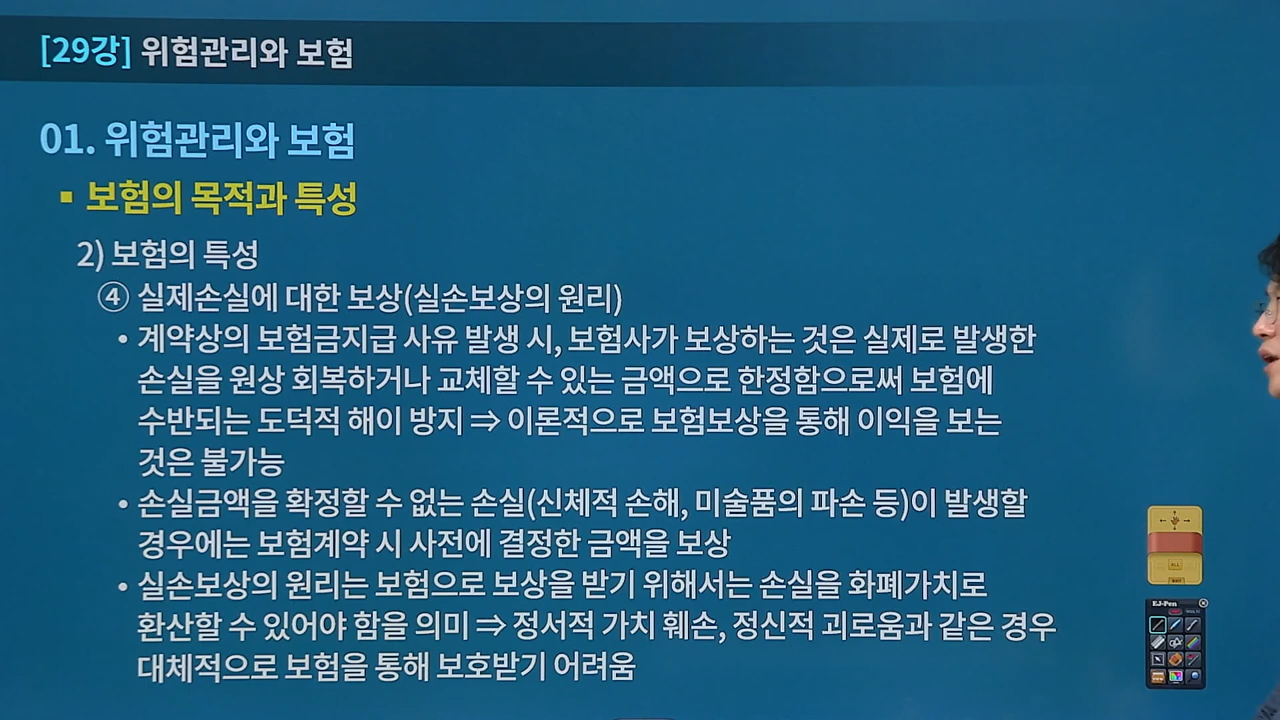 [29강] 위험관리와 보험
01. 위험관리와 보험
▪ 보험의 목적과 특성
2) 보험의 특성
④ 실제손실에 대한 보상(실손보상의 원리)
• 계약상의 보험금지급 사유 발생 시, 보험사가 보상하는 것은 실제로 발생한
손실을 원상 회복하거나 교체할 수 있는 금액으로 한정함으로써 보험에
수반되는 도덕적 해이 방지 ⇒ 이론적으로 보험보상을 통해 이익을 보는
것은 불가능
• 손실금액을 확정할 수 없는 손실(신체적 손해, 미술품의 파손 등)이 발생할
경우에는 보험계약 시 사전에 결정한 금액을 보상
• 실손보상의 원리는 보험으로 보상을 받기 위해서는 손실을 화폐가치로
환산할 수 있어야 함을 의미 ⇒ 정서적 가치 훼손, 정신적 괴로움과 같은 경우
대체적으로 보험을 통해 보호받기 어려움
ALL
EJ-Pen